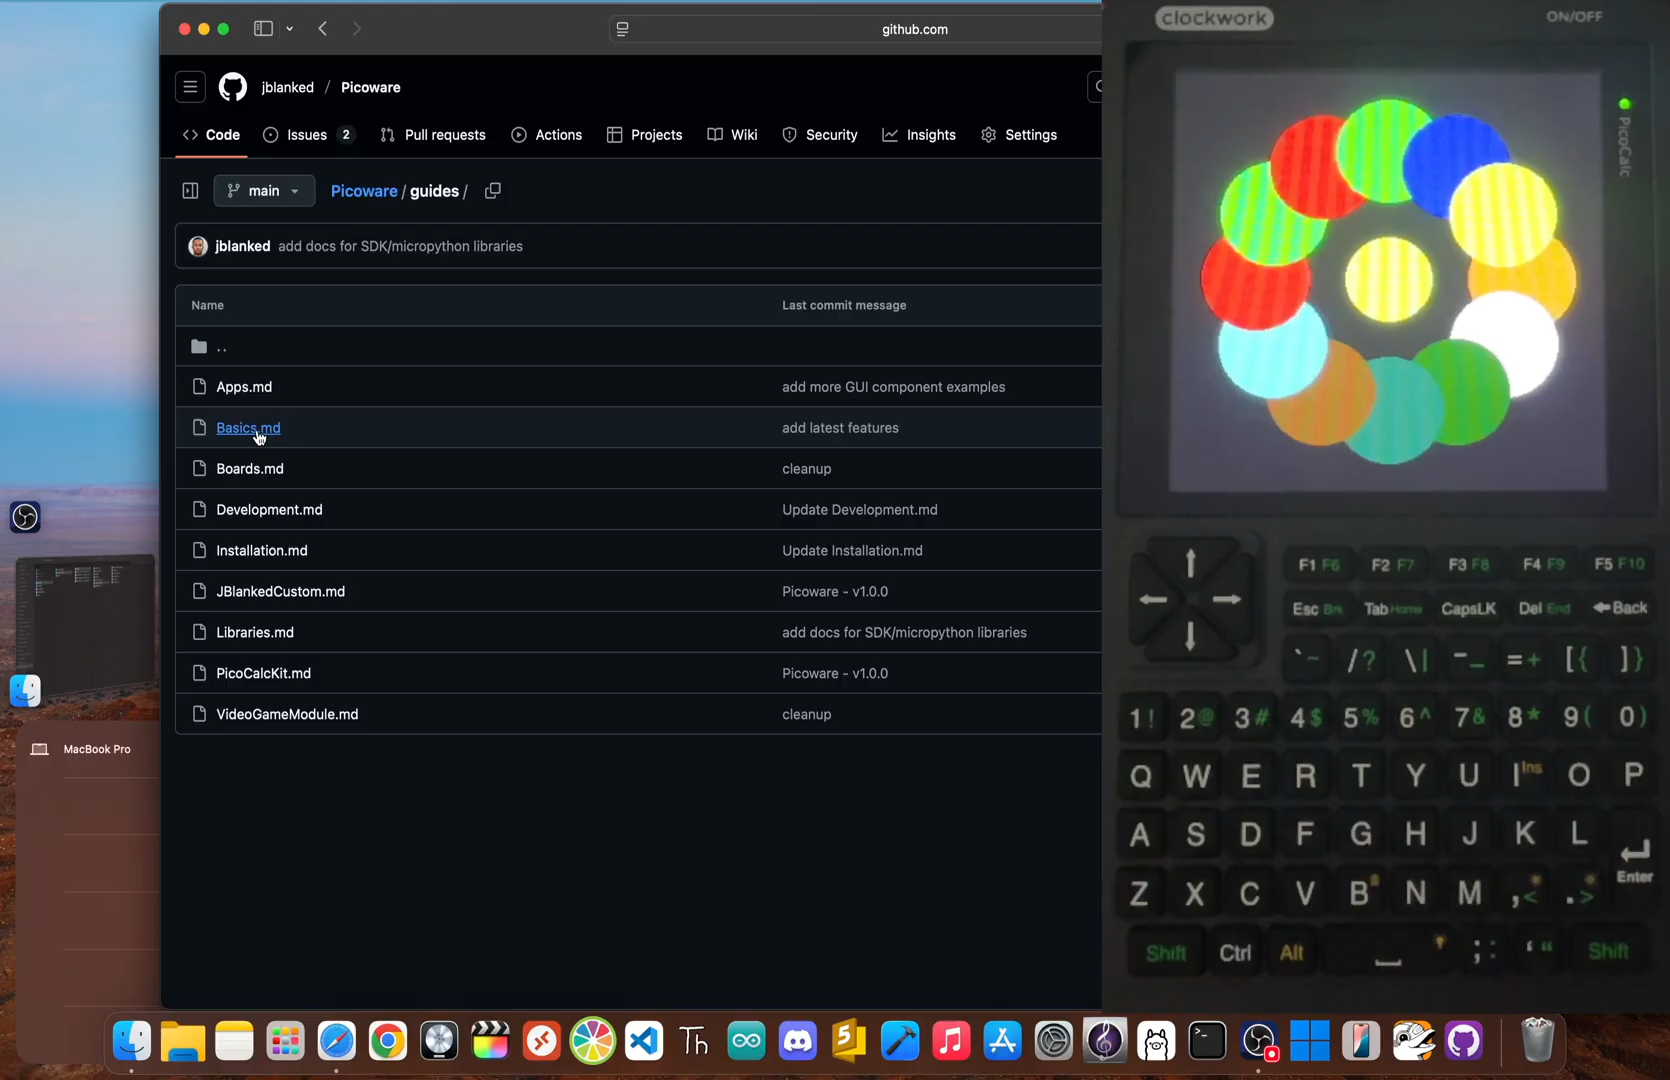 github.com
jblanked / Picoware
Code Issues 2 Pull requests Actions Projects Wiki Security Insights Settings
main Picoware / guides /
jblanked add docs for SDK/micropython libraries
Name Last commit message
..
Apps.md add more GUI component examples
Basics.md add latest features
Boards.md cleanup
Development.md Update Development.md
Installation.md Update Installation.md
JBlankedCustom.md Picoware - v1.0.0
Libraries.md add docs for SDK/micropython libraries
PicoCalcKit.md Picoware - v1.0.0
VideoGameModule.md cleanup
MacBook Pro
clockwork ON/OFF
PicoCalc
F1 F6 F2 F7 F3 F8 F4 F9 F5 F10
Esc Brk Tab Home CapsLK Del End Back
` ~ / ? \ | - _ = + [ { ] }
1 ! 2 @ 3 # 4 $ 5 % 6 ^ 7 & 8 * 9 ( 0 )
Q W E R T Y U I Ins O P
A S D F G H J K L
Enter
Z X C V B N M , < . >
Shift Ctrl Alt ; : ' " Shift
Th
5
>_